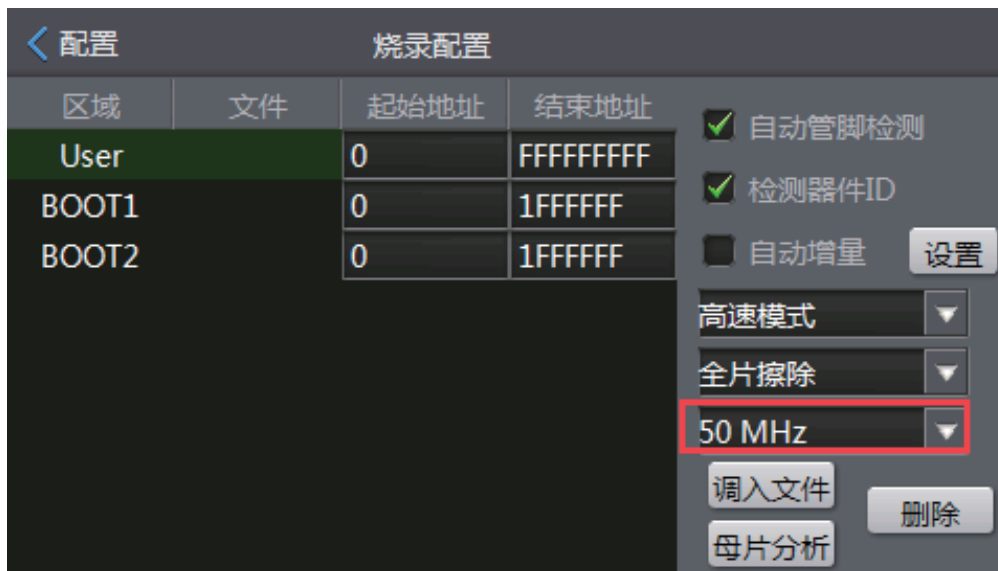 配置 烧录配置
区域 文件 起始地址 结束地址
User 0 FFFFFFFFF
BOOT1 0 1FFFFFF
BOOT2 0 1FFFFFF
自动管脚检测
检测器件ID
自动增量 设置
高速模式
全片擦除
50 MHz
调入文件
删除
母片分析